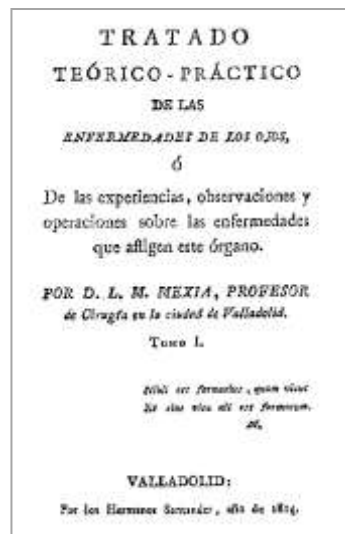 TRATADO
TEÓRICO-PRÁCTICO
DE LAS
ENFERMEDADES DE LOS OJOS,
ó
De las experiencias, observaciones y
operaciones sobre las enfermedades
que afligen este órgano.
POR D. L. M. MEXIA, PROFESOR
de Cirugía en la ciudad de Valladolid.
TOMO I.
est
est
VALLADOLID:
Por los Hermanos Santander, año de